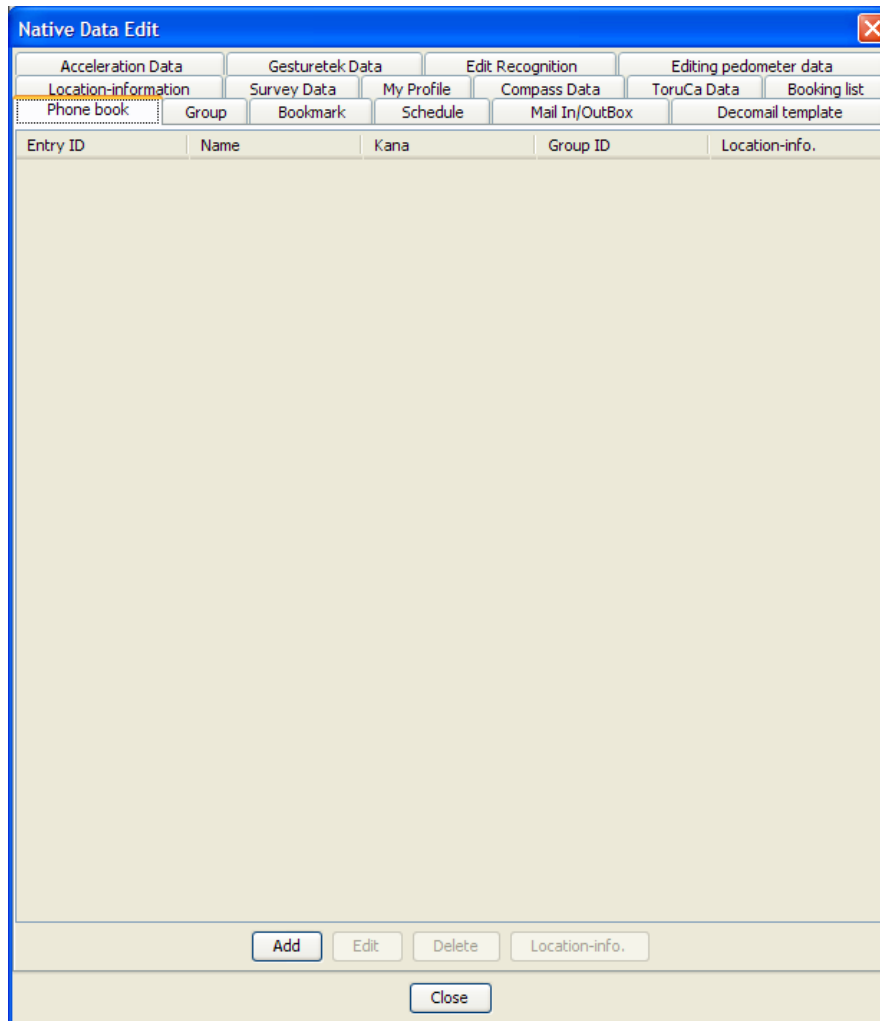 Native Data Edit
Acceleration Data Gesturetek Data Edit Recognition Editing pedometer data
Location-information Survey Data My Profile Compass Data ToruCa Data Booking list
Phone book Group Bookmark Schedule Mail In/OutBox Decomail template
Entry ID Name Kana Group ID Location-info.
Add Edit Delete Location-info.
Close